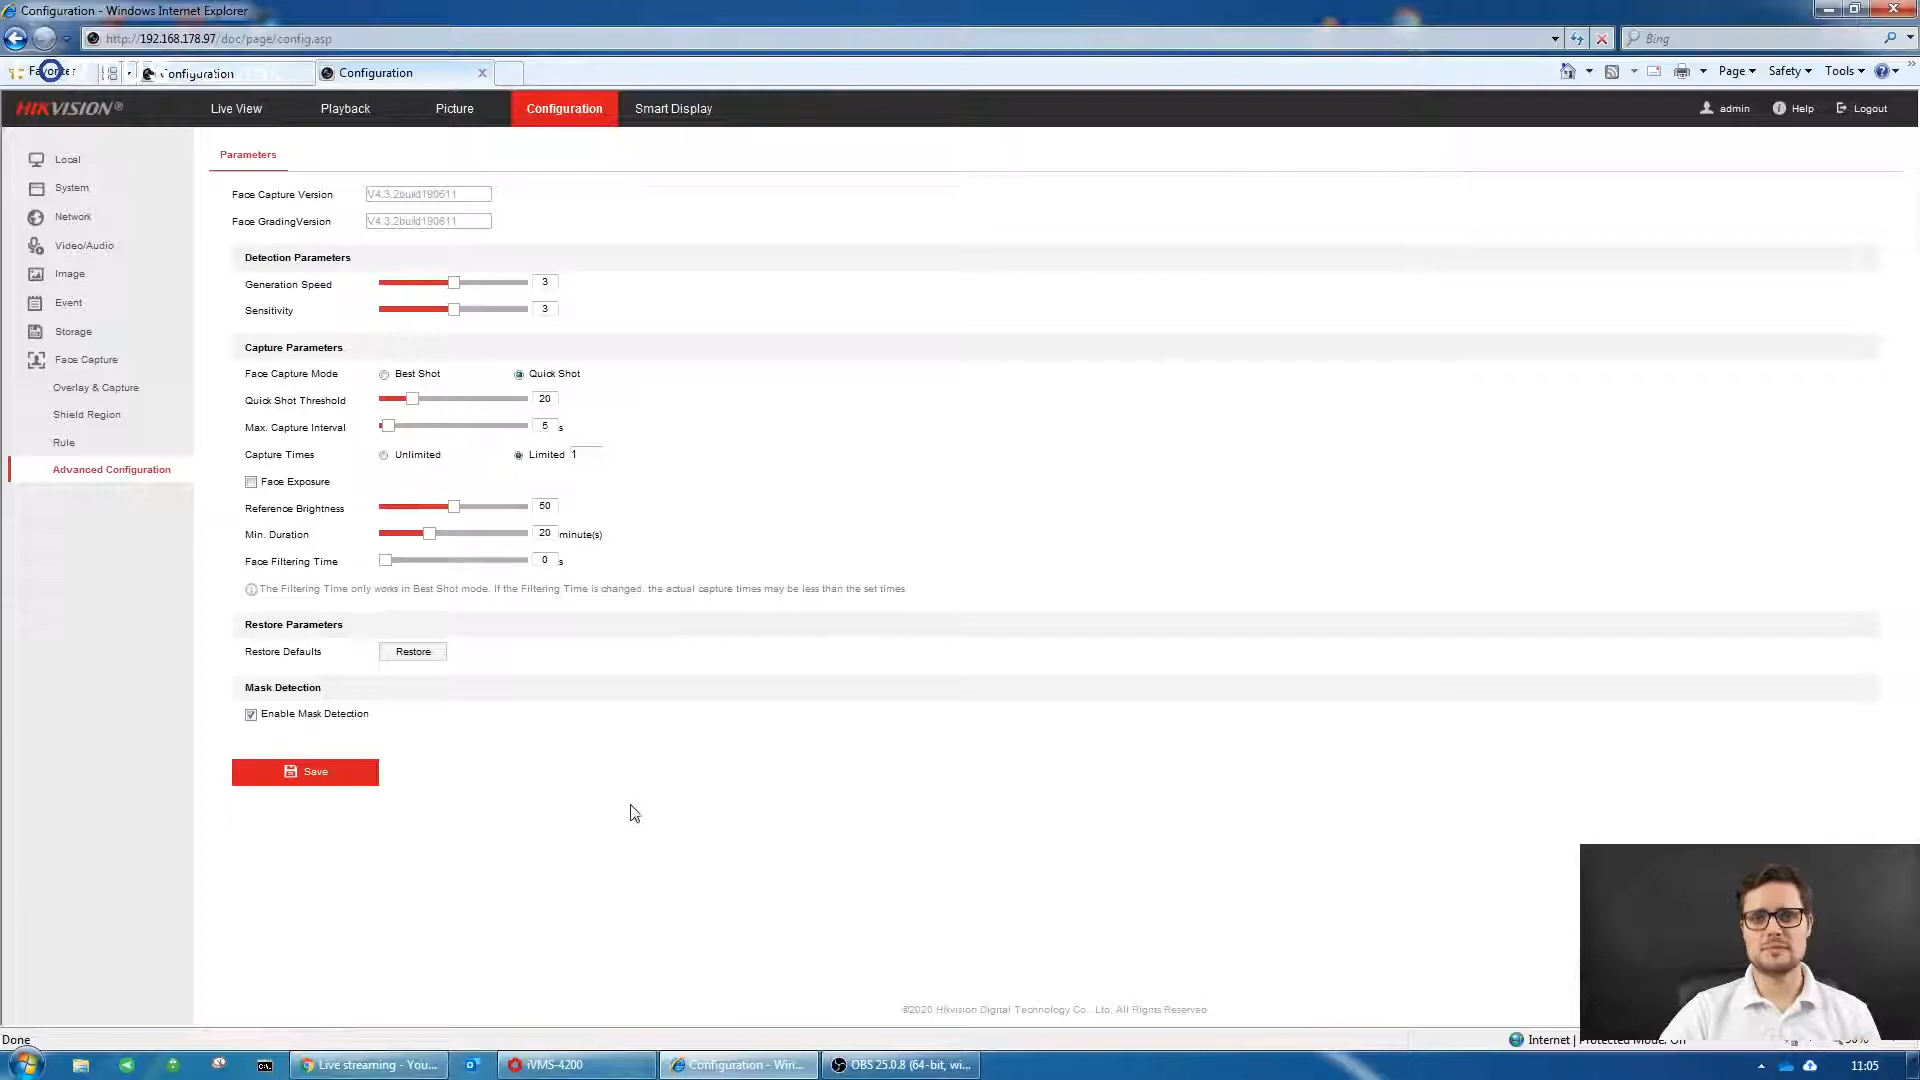 Configuration - Windows Internet Explorer
http://192.168.178.97/doc/page/config.asp
Bing
Configuration
Configuration
Page
Safety
Tools
HIKVISION®
Live View
Playback
Picture
Configuration
Smart Display
admin
Help
Logout
Local
System
Network
Video/Audio
Image
Event
Storage
Face Capture
Overlay & Capture
Shield Region
Rule
Advanced Configuration
Parameters
Face Capture Version V4.3.2build190611
Face GradingVersion V4.3.2build190611
Detection Parameters
Generation Speed 3
Sensitivity 3
Capture Parameters
Face Capture Mode Best Shot Quick Shot
Quick Shot Threshold 20
Max. Capture Interval 5 s
Capture Times Unlimited Limited 1
Face Exposure
Reference Brightness 50
Min. Duration 20 minute(s)
Face Filtering Time 0 s
The Filtering Time only works in Best Shot mode. If the Filtering Time is changed, the actual capture times may be less than the set times.
Restore Parameters
Restore Defaults Restore
Mask Detection
Enable Mask Detection
Save
©2020 Hikvision Digital Technology Co., Ltd. All Rights Reserved
Done
Internet |
Live streaming - You...
iVMS-4200
Configuration - Win...
OBS 25.0.8 (64-bit, wi...
11:05